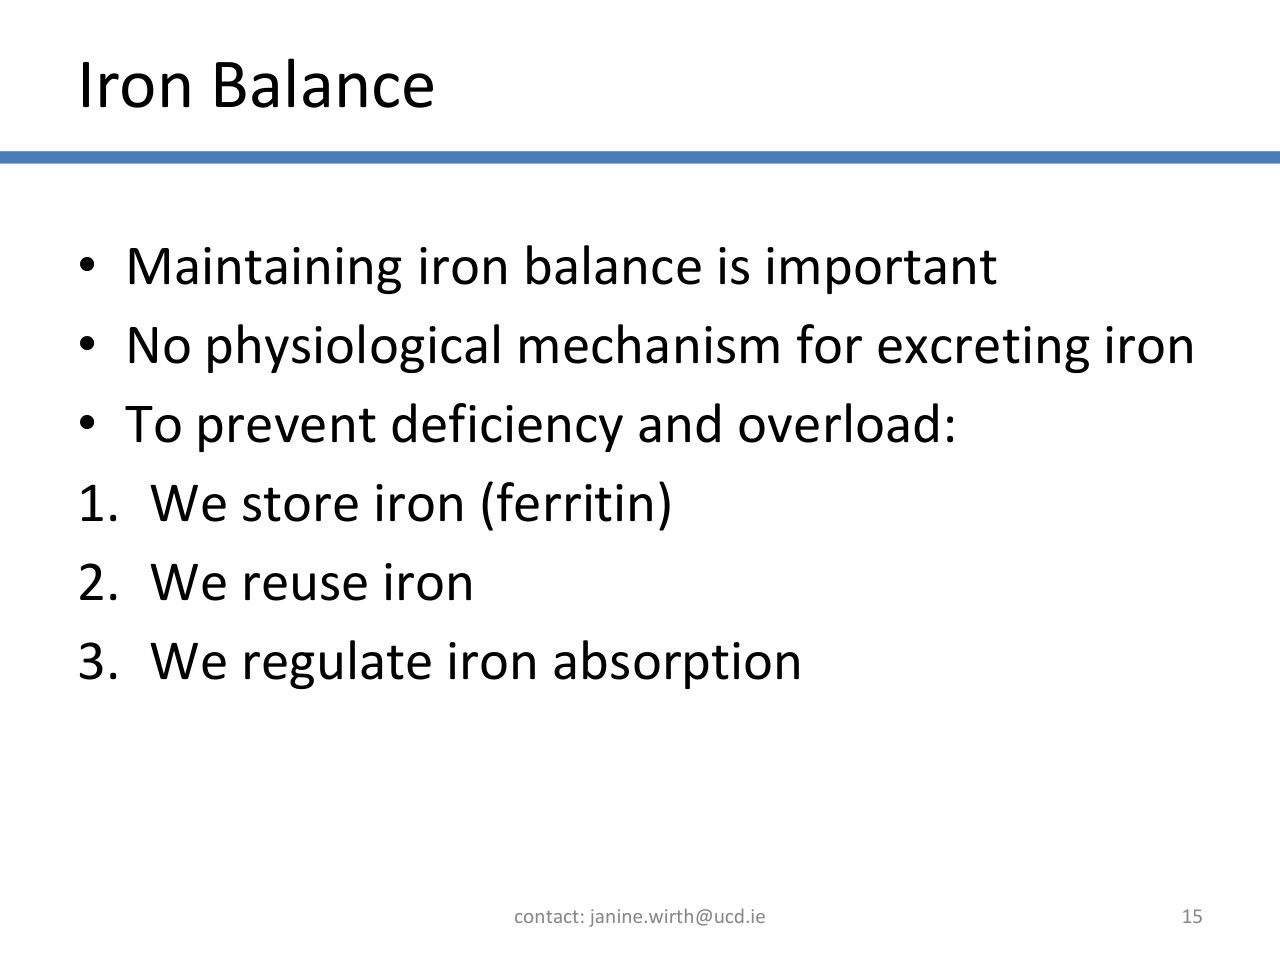 Iron Balance
• Maintaining iron balance is important
• No physiological mechanism for excreting iron
• To prevent deficiency and overload:
1. We store iron (ferritin)
2. We reuse iron
3. We regulate iron absorption
contact: janine.wirth@ucd.ie
15